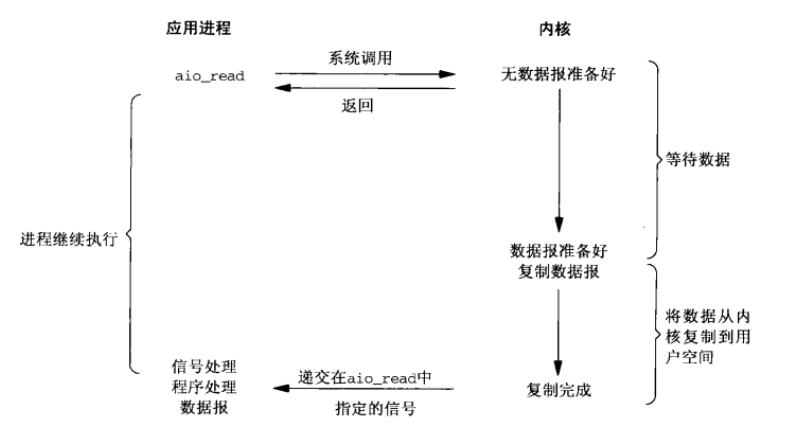 应用进程
内核
系统调用
aio_read
无数据报准备好
返回
等待数据
进程继续执行
数据报准备好
复制数据报
将数据从内
核复制到用
户空间
信号处理
程序处理
数据报
递交在aio_read中
指定的信号
复制完成